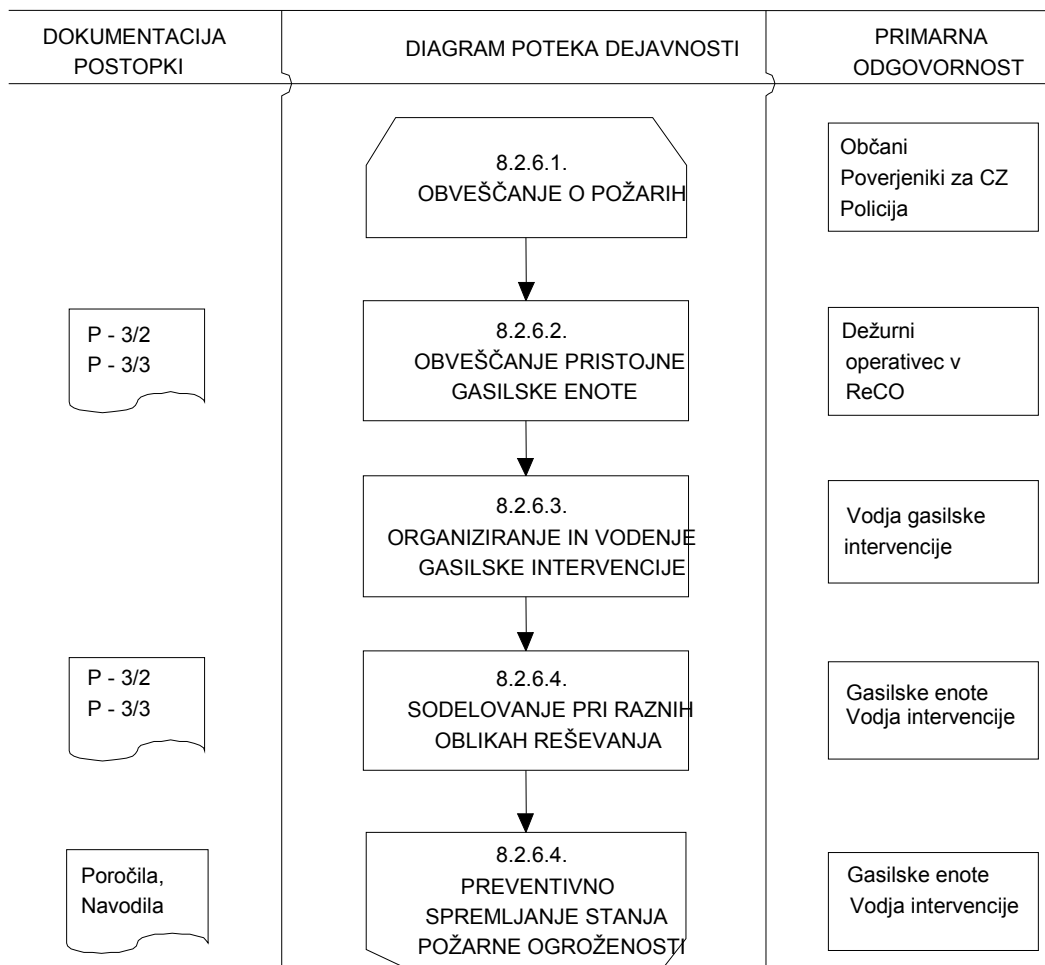 DOKUMENTACIJA
POSTOPKI
DIAGRAM POTEKA DEJAVNOSTI
PRIMARNA
ODGOVORNOST
8.2.6.1.
OBVEŠČANJE O POŽARIH
Občani
Poverjeniki za CZ
Policija
P - 3/2
P - 3/3
8.2.6.2.
OBVEŠČANJE PRISTOJNE
GASILSKE ENOTE
Dežurni
operativec v
ReCO
8.2.6.3.
ORGANIZIRANJE IN VODENJE
GASILSKE INTERVENCIJE
Vodja gasilske
intervencije
P - 3/2
P - 3/3
8.2.6.4.
SODELOVANJE PRI RAZNIH
OBLIKAH REŠEVANJA
Gasilske enote
Vodja intervencije
Poročila,
Navodila
8.2.6.4.
PREVENTIVNO
SPREMLJANJE STANJA
POŽARNE OGROŽENOSTI
Gasilske enote
Vodja intervencije